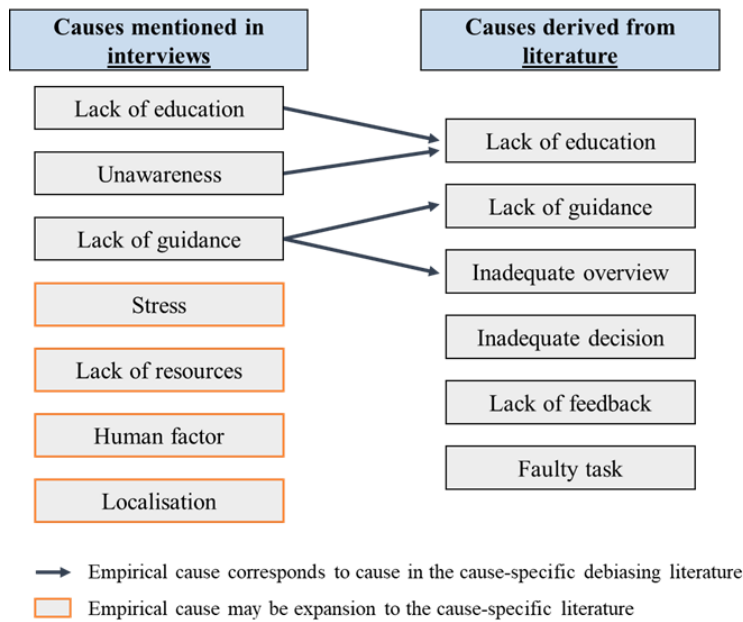 Causes mentioned in
interviews
Lack of education
Unawareness
Lack of guidance
Stress
Lack of resources
Human factor
Localisation
Causes derived from
literature
Lack of education
Lack of guidance
Inadequate overview
Inadequate decision
Lack of feedback
Faulty task
Empirical cause corresponds to cause in the cause-specific debiasing literature
Empirical cause may be expansion to the cause-specific literature